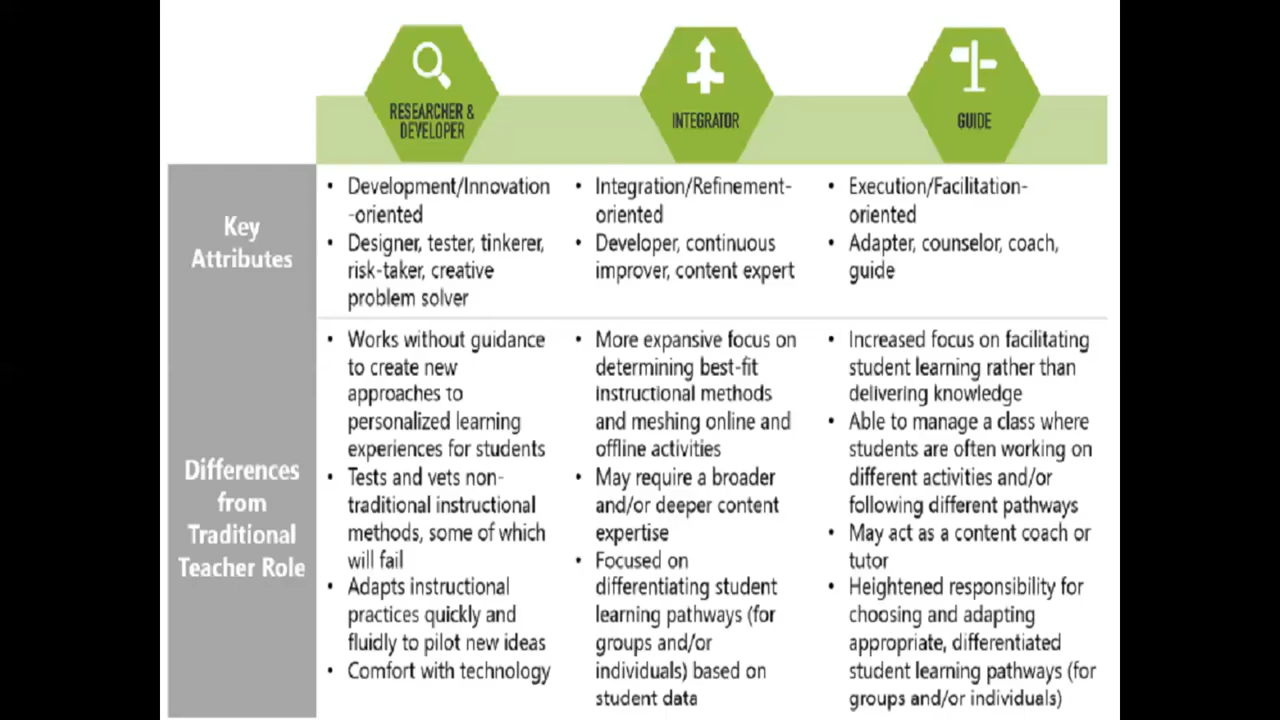 RESEARCHER &
DEVELOPER
INTEGRATOR
GUIDE
Key
Attributes
• Development/Innovation
-oriented
• Designer, tester, tinkerer,
risk-taker, creative
problem solver
• Integration/Refinement-
oriented
• Developer, continuous
improver, content expert
• Execution/Facilitation-
oriented
• Adapter, counselor, coach,
guide
Differences
from
Traditional
Teacher Role
• Works without guidance
to create new
approaches to
personalized learning
experiences for students
• Tests and vets non-
traditional instructional
methods, some of which
will fail
• Adapts instructional
practices quickly and
fluidly to pilot new ideas
• Comfort with technology
• More expansive focus on
determining best-fit
instructional methods
and meshing online and
offline activities
• May require a broader
and/or deeper content
expertise
• Focused on
differentiating student
learning pathways (for
groups and/or
individuals) based on
student data
• Increased focus on facilitating
student learning rather than
delivering knowledge
• Able to manage a class where
students are often working on
different activities and/or
following different pathways
• May act as a content coach or
tutor
• Heightened responsibility for
choosing and adapting
appropriate, differentiated
student learning pathways (for
groups and/or individuals)